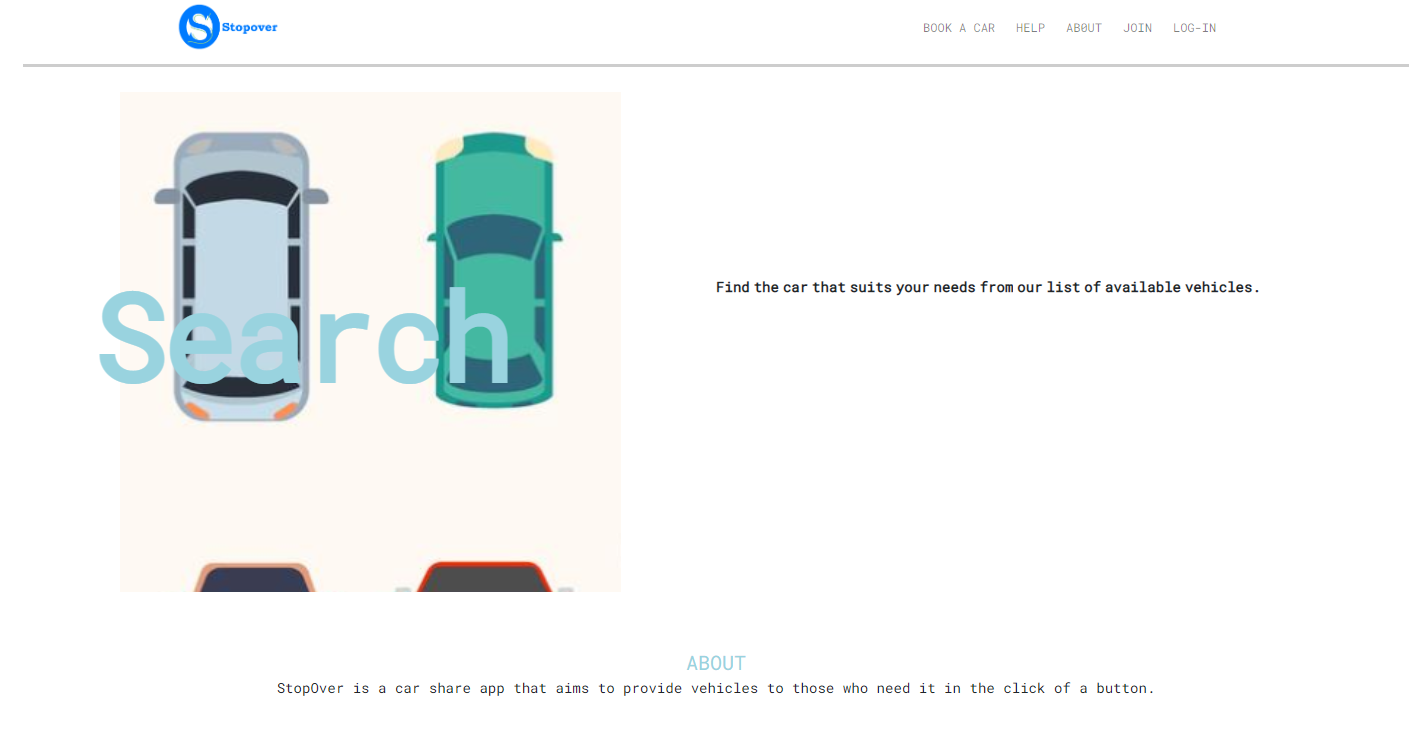 Stopover
BOOK A CAR HELP ABOUT JOIN LOG-IN
Find the car that suits your needs from our list of available vehicles.
Search
ABOUT
StopOver is a car share app that aims to provide vehicles to those who need it in the click of a button.